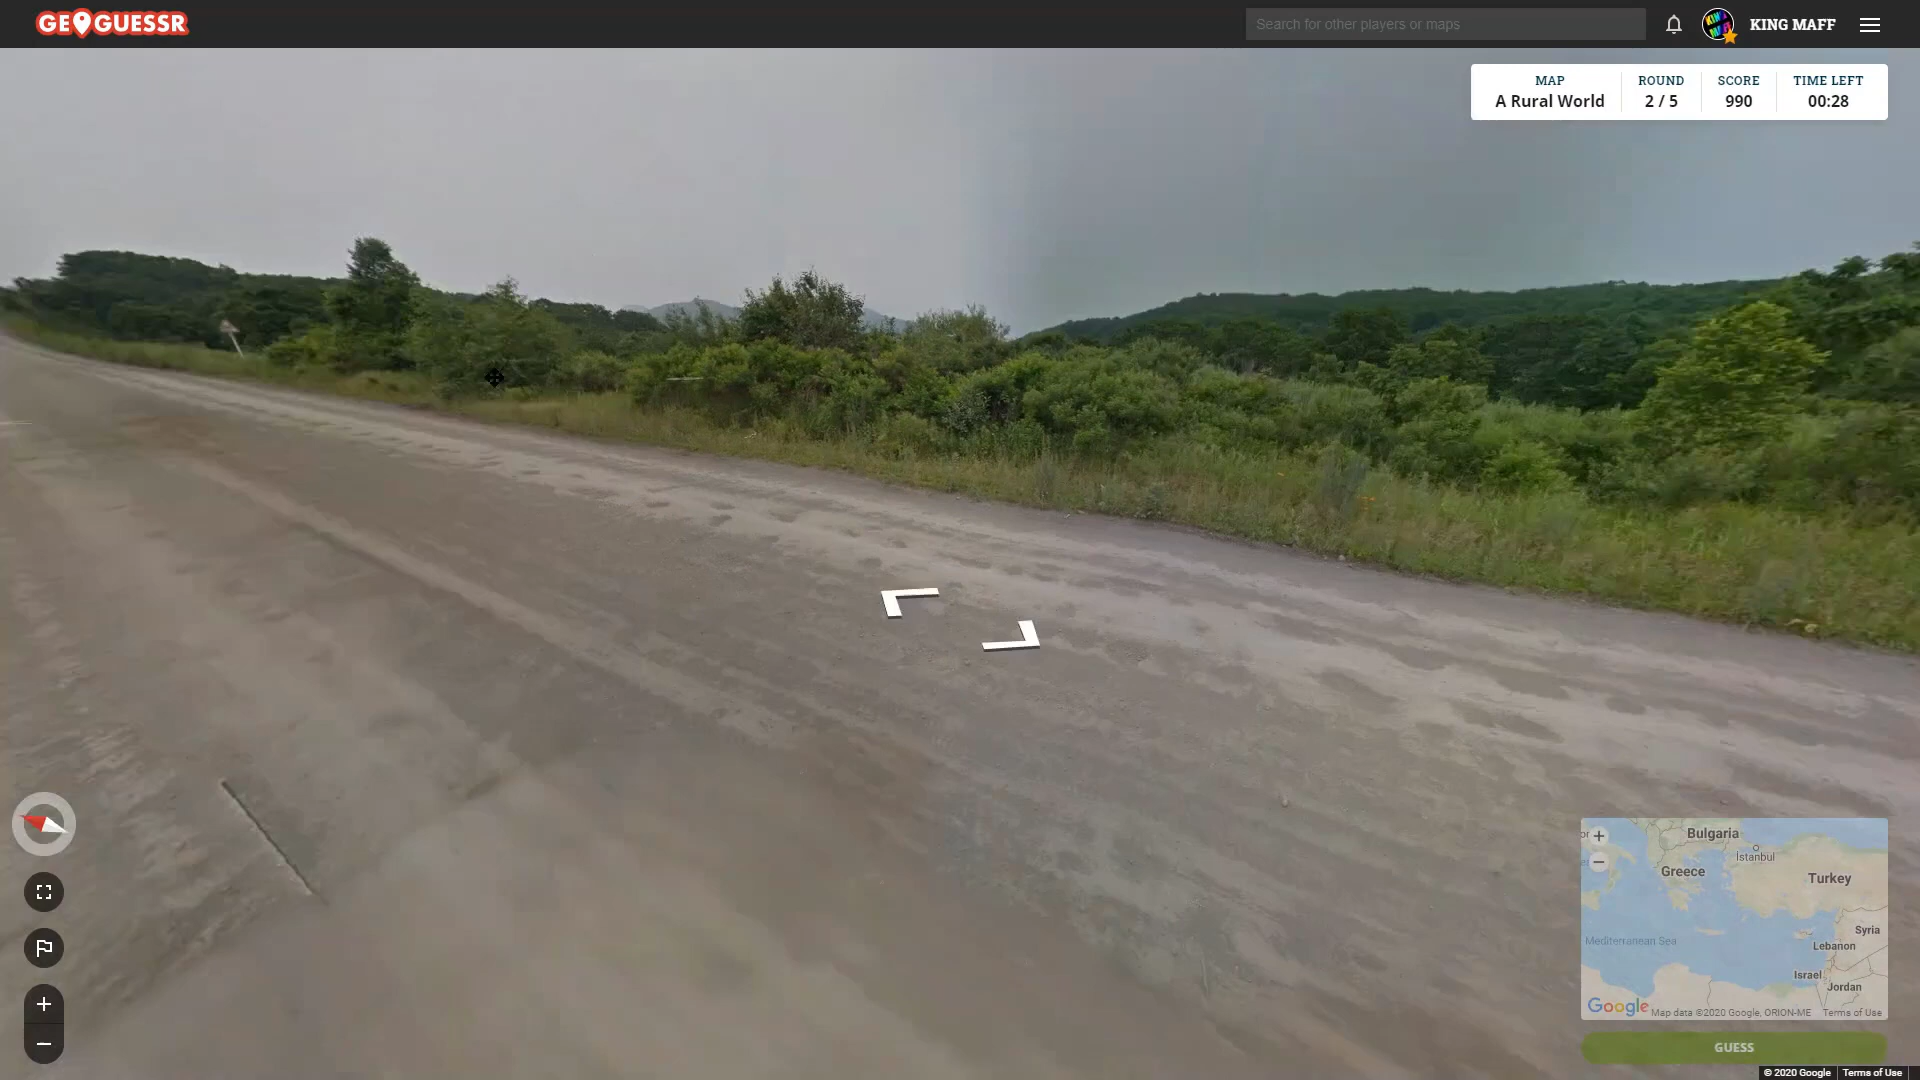 GEOGUESSR
Search for other players or maps
KING MAFF
MAP
A Rural World
ROUND
2 / 5
SCORE
990
TIME LEFT
00:28
Bulgaria
İstanbul
Greece
Turkey
Syria
Mediterranean Sea
Lebanon
Israel
Jordan
Google
Map data ©2020 Google, ORION-ME
Terms of Use
GUESS
© 2020 Google
Terms of Use